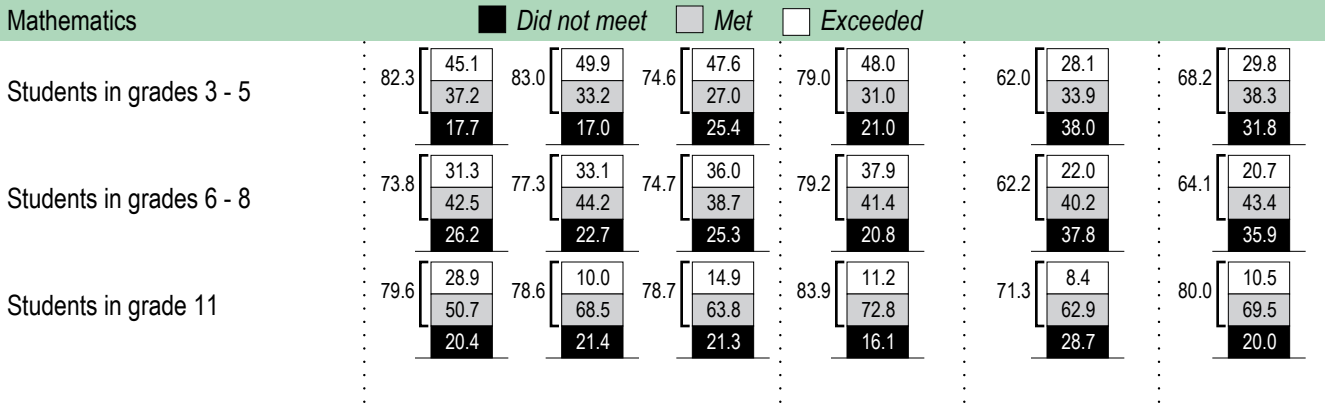 Mathematics Did not meet Met Exceeded
45.1 49.9 47.6 48.0 28.1 29.8
82.3 83.0 74.6 79.0 62.0 68.2
Students in grades 3 - 5 37.2 33.2 27.0 31.0 33.9 38.3
17.7 17.0 25.4 21.0 38.0 31.8
31.3 33.1 36.0 37.9 22.0 20.7
73.8 77.3 74.7 79.2 62.2 64.1
Students in grades 6 - 8 42.5 44.2 38.7 41.4 40.2 43.4
26.2 22.7 25.3 20.8 37.8 35.9
28.9 10.0 14.9 11.2 8.4 10.5
79.6 78.6 78.7 83.9 71.3 80.0
Students in grade 11 50.7 68.5 63.8 72.8 62.9 69.5
20.4 21.4 21.3 16.1 28.7 20.0